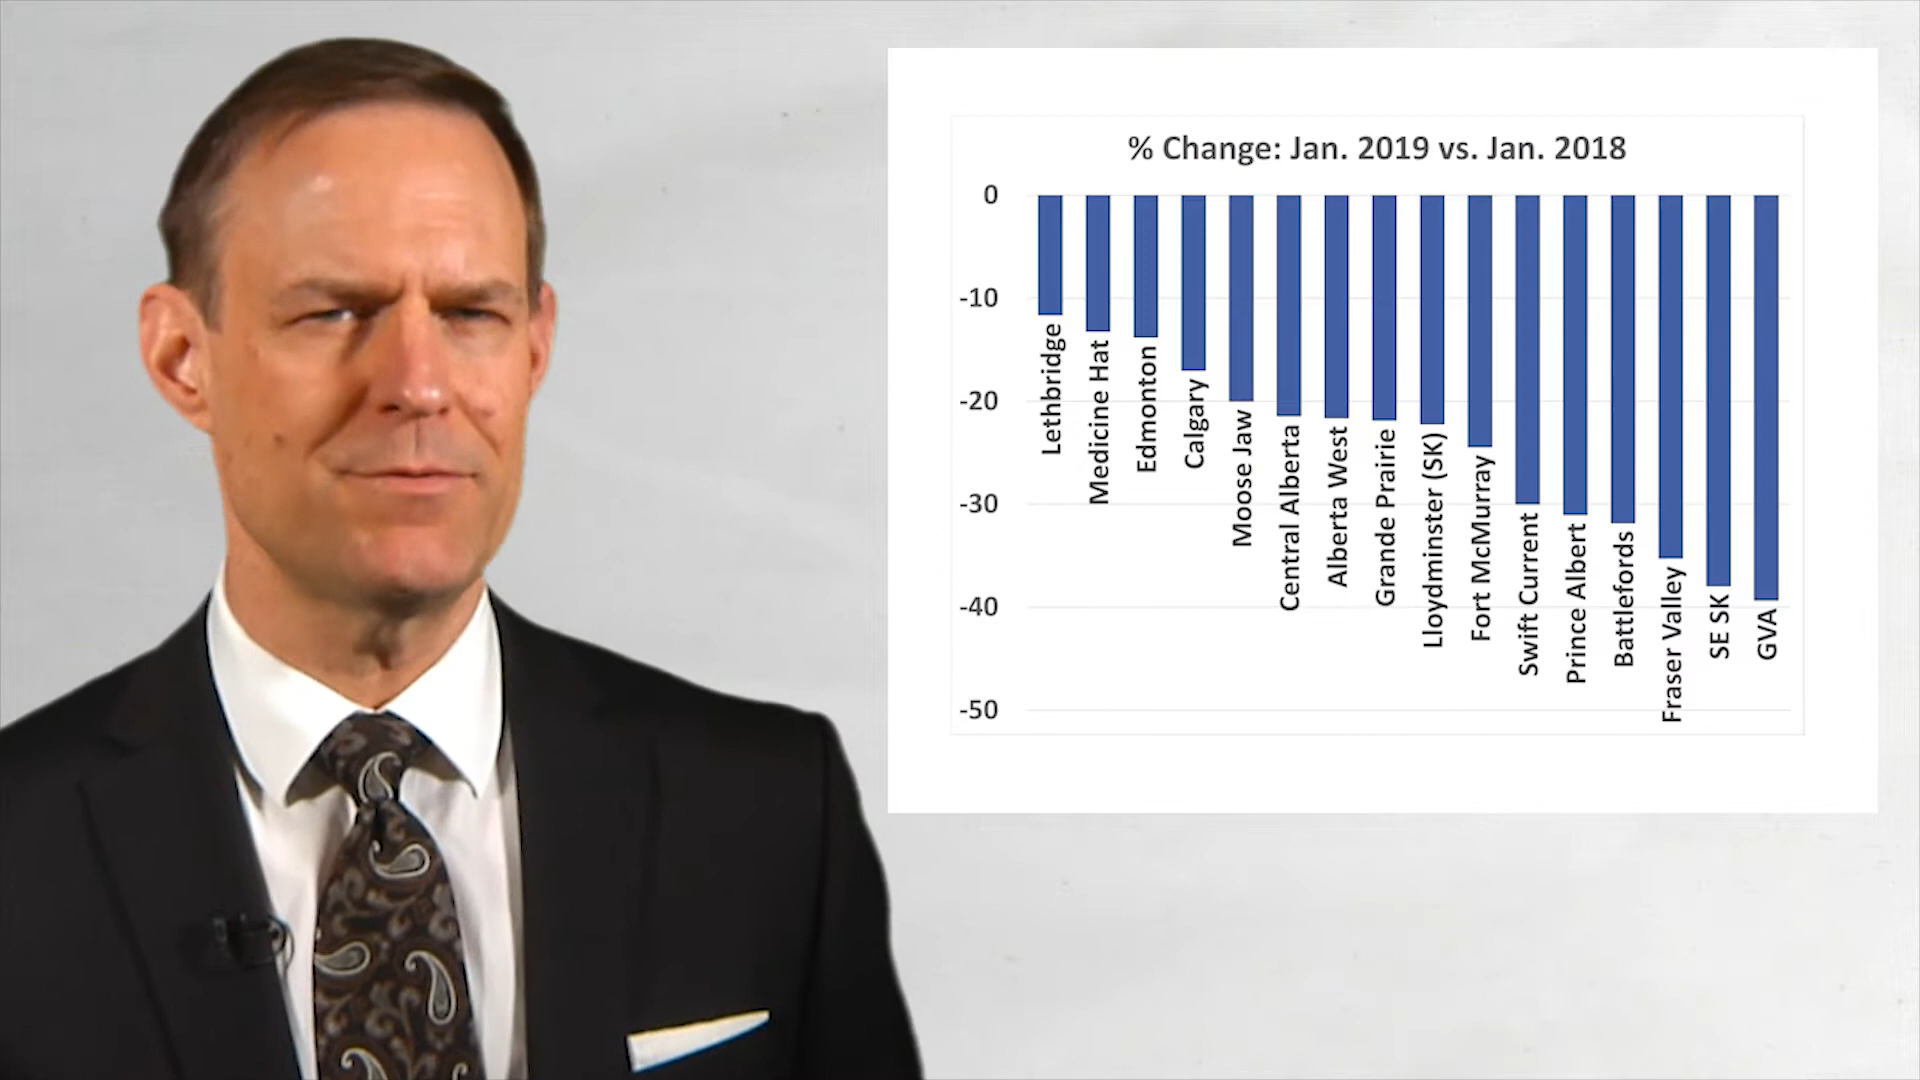 % Change: Jan. 2019 vs. Jan. 2018
0
-10
-20
-30
-40
-50
Lethbridge
Medicine Hat
Edmonton
Calgary
Moose Jaw
Central Alberta
Alberta West
Grande Prairie
Lloydminster (SK)
Fort McMurray
Swift Current
Prince Albert
Battlefords
Fraser Valley
SE SK
GVA